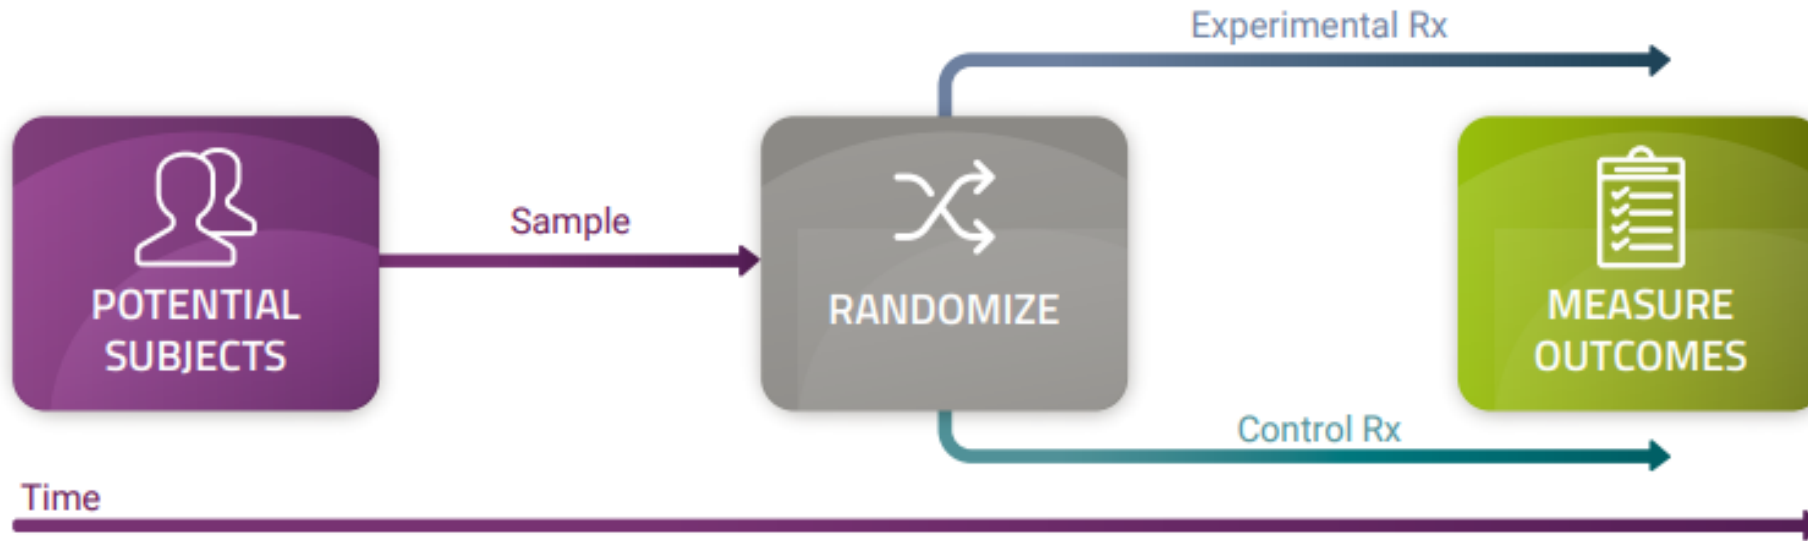 Experimental Rx
POTENTIAL
SUBJECTS
Sample
RANDOMIZE
MEASURE
OUTCOMES
Control Rx
Time